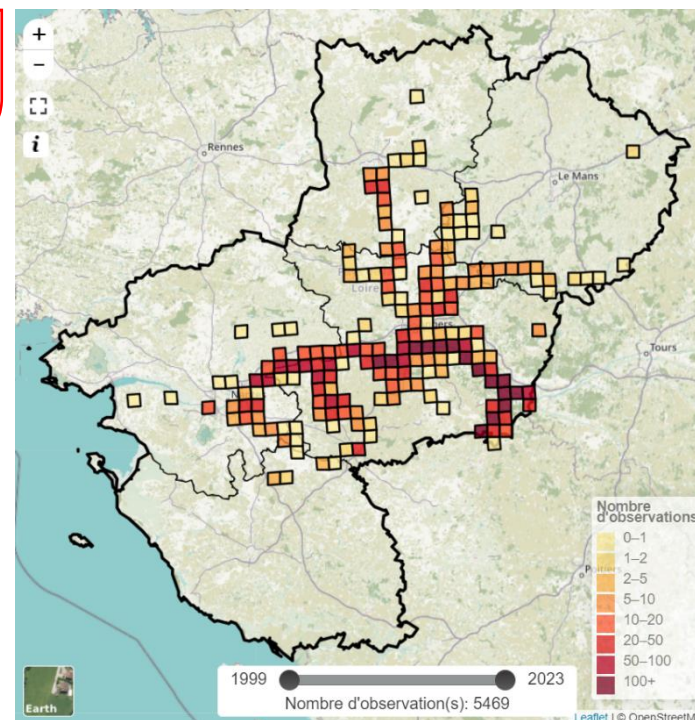 +
−
i
Rennes
Le Mans
Loire
Tours
Nombre
d'observations
0–1
1–2
2–5
5–10
10–20
20–50
50–100
100+
Earth
1999
2023
Nombre d'observation(s): 5469
Leaflet | © OpenStreetM